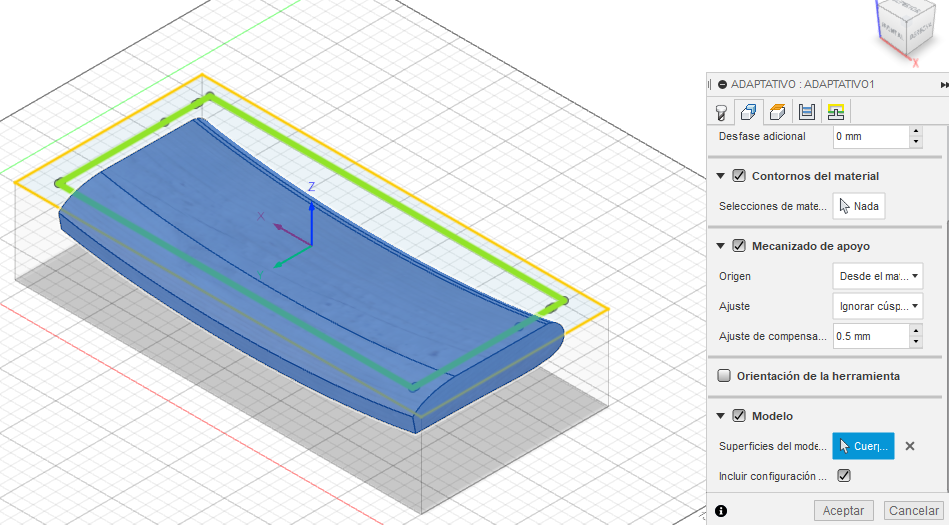 ADAPTATIVO : ADAPTATIVO1
Desfase adicional 0 mm
Contornos del material
Selecciones de mate... Nada
Mecanizado de apoyo
Origen Desde el ma...
Ajuste Ignorar cúsp...
Ajuste de compensa... 0.5 mm
Orientación de la herramienta
Modelo
Superficies del mode... Cuerp...
Incluir configuración ...
Aceptar Cancelar
Z
X
Y
X